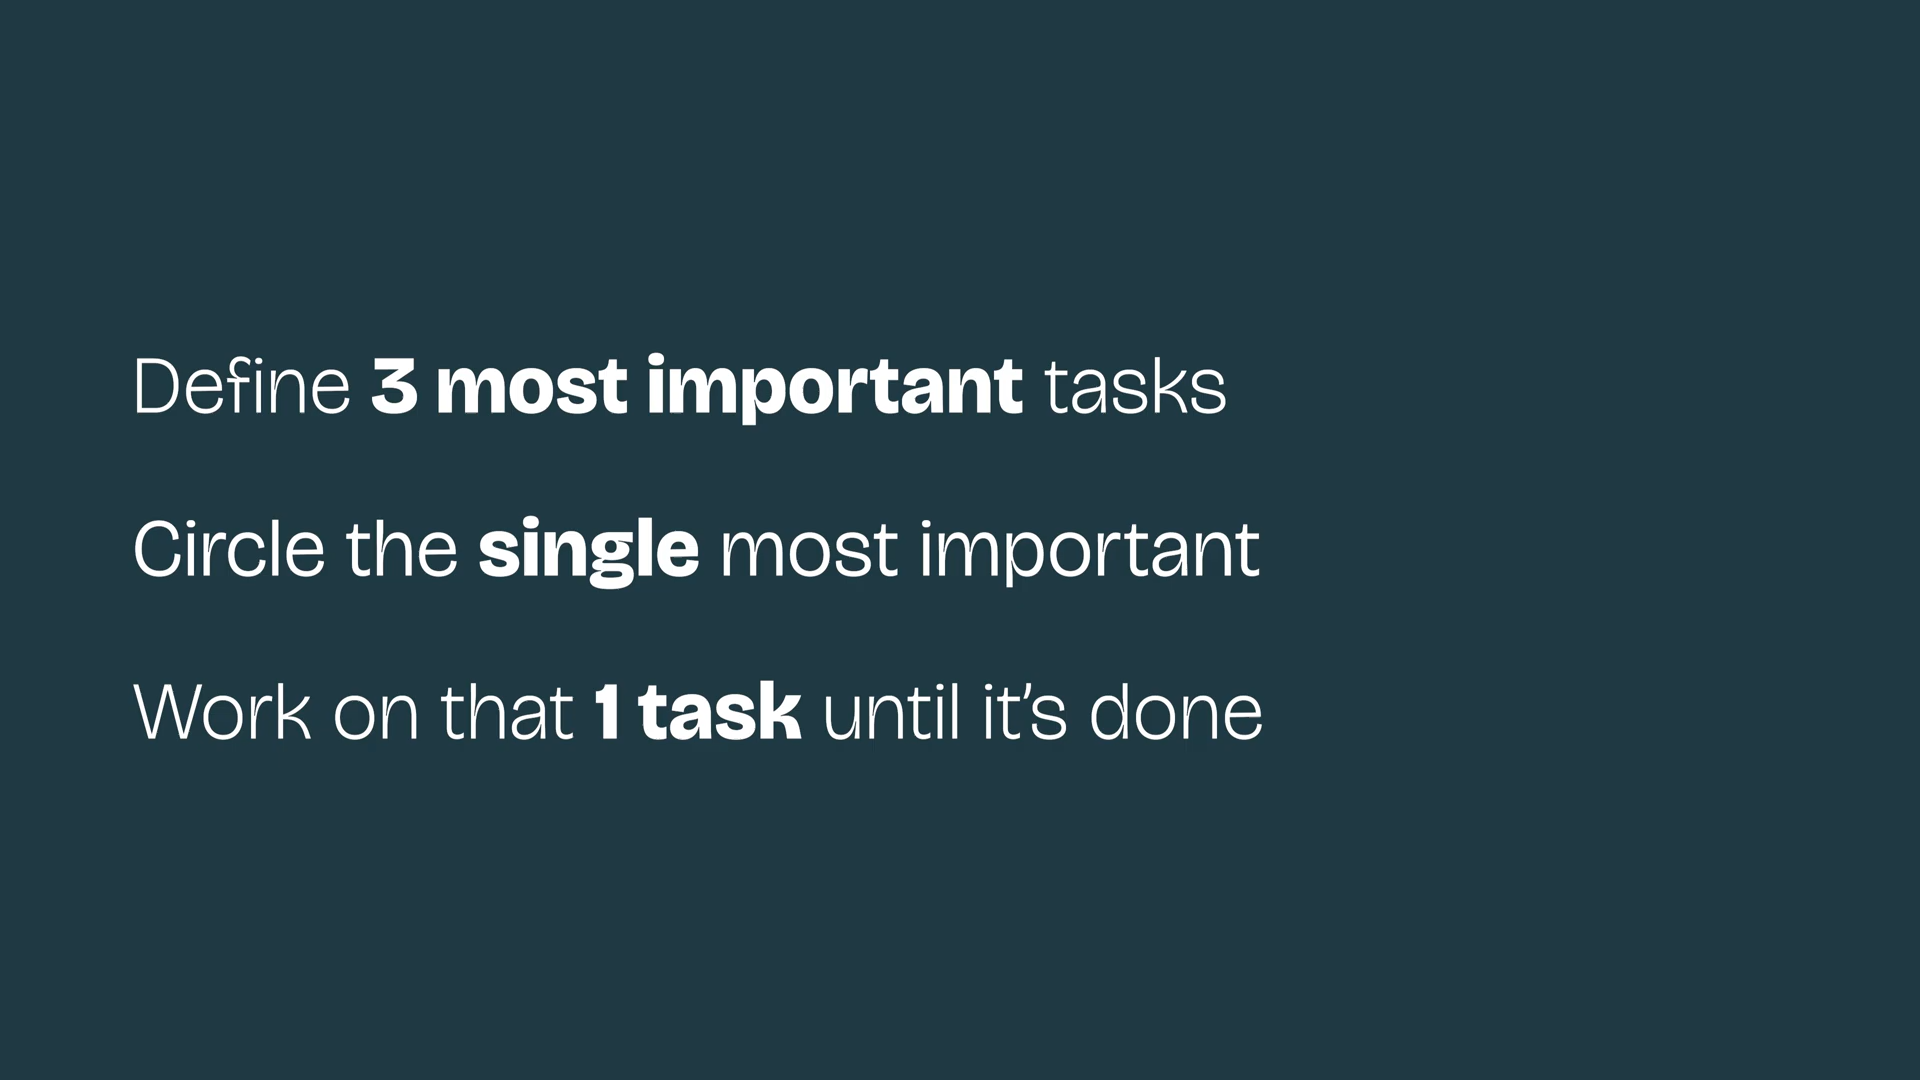 Define 3 most important tasks
Circle the single most important
Work on that 1 task until it’s done